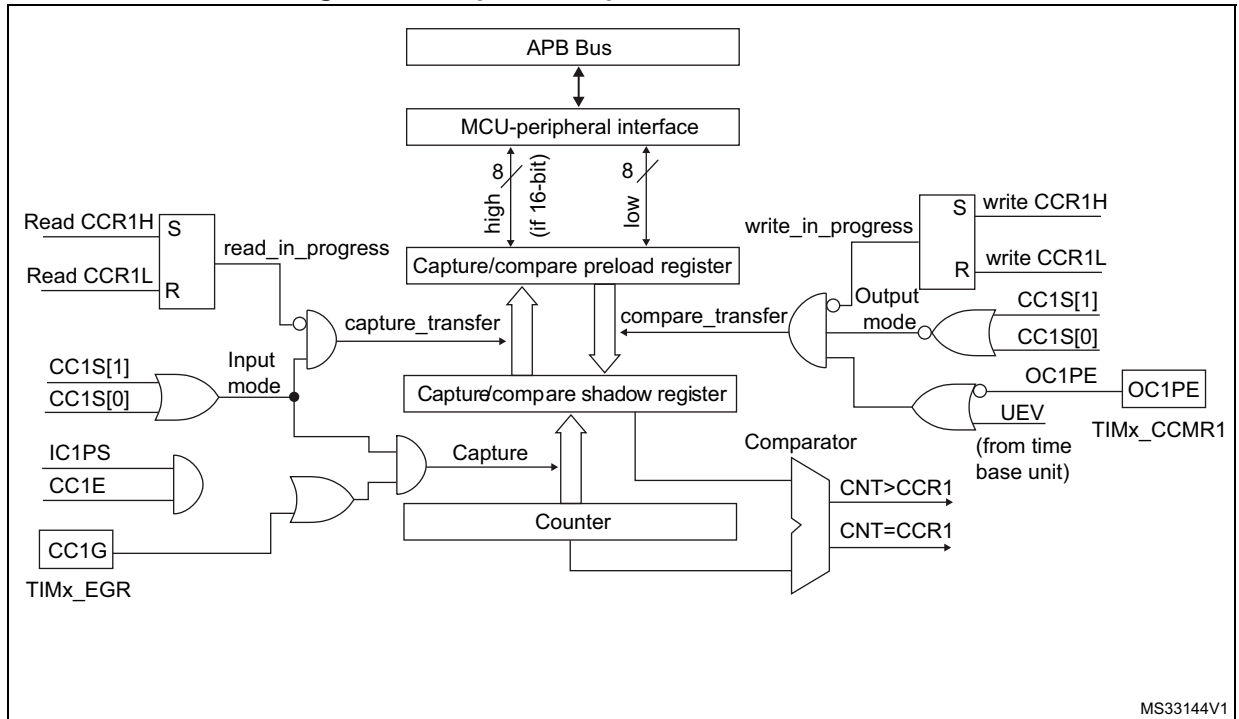 APB Bus
MCU-peripheral interface
8
high
(if 16-bit)
8
low
Read CCR1H
S
read_in_progress
Read CCR1L
R
write_in_progress
S
write CCR1H
R
write CCR1L
Capture/compare preload register
capture_transfer
compare_transfer
Output
mode
CC1S[1]
CC1S[0]
CC1S[1]
CC1S[0]
Input
mode
Capture/compare shadow register
OC1PE
OC1PE
UEV
TIMx_CCMR1
(from time
base unit)
IC1PS
CC1E
Capture
Comparator
CNT>CCR1
CNT=CCR1
Counter
CC1G
TIMx_EGR
MS33144V1